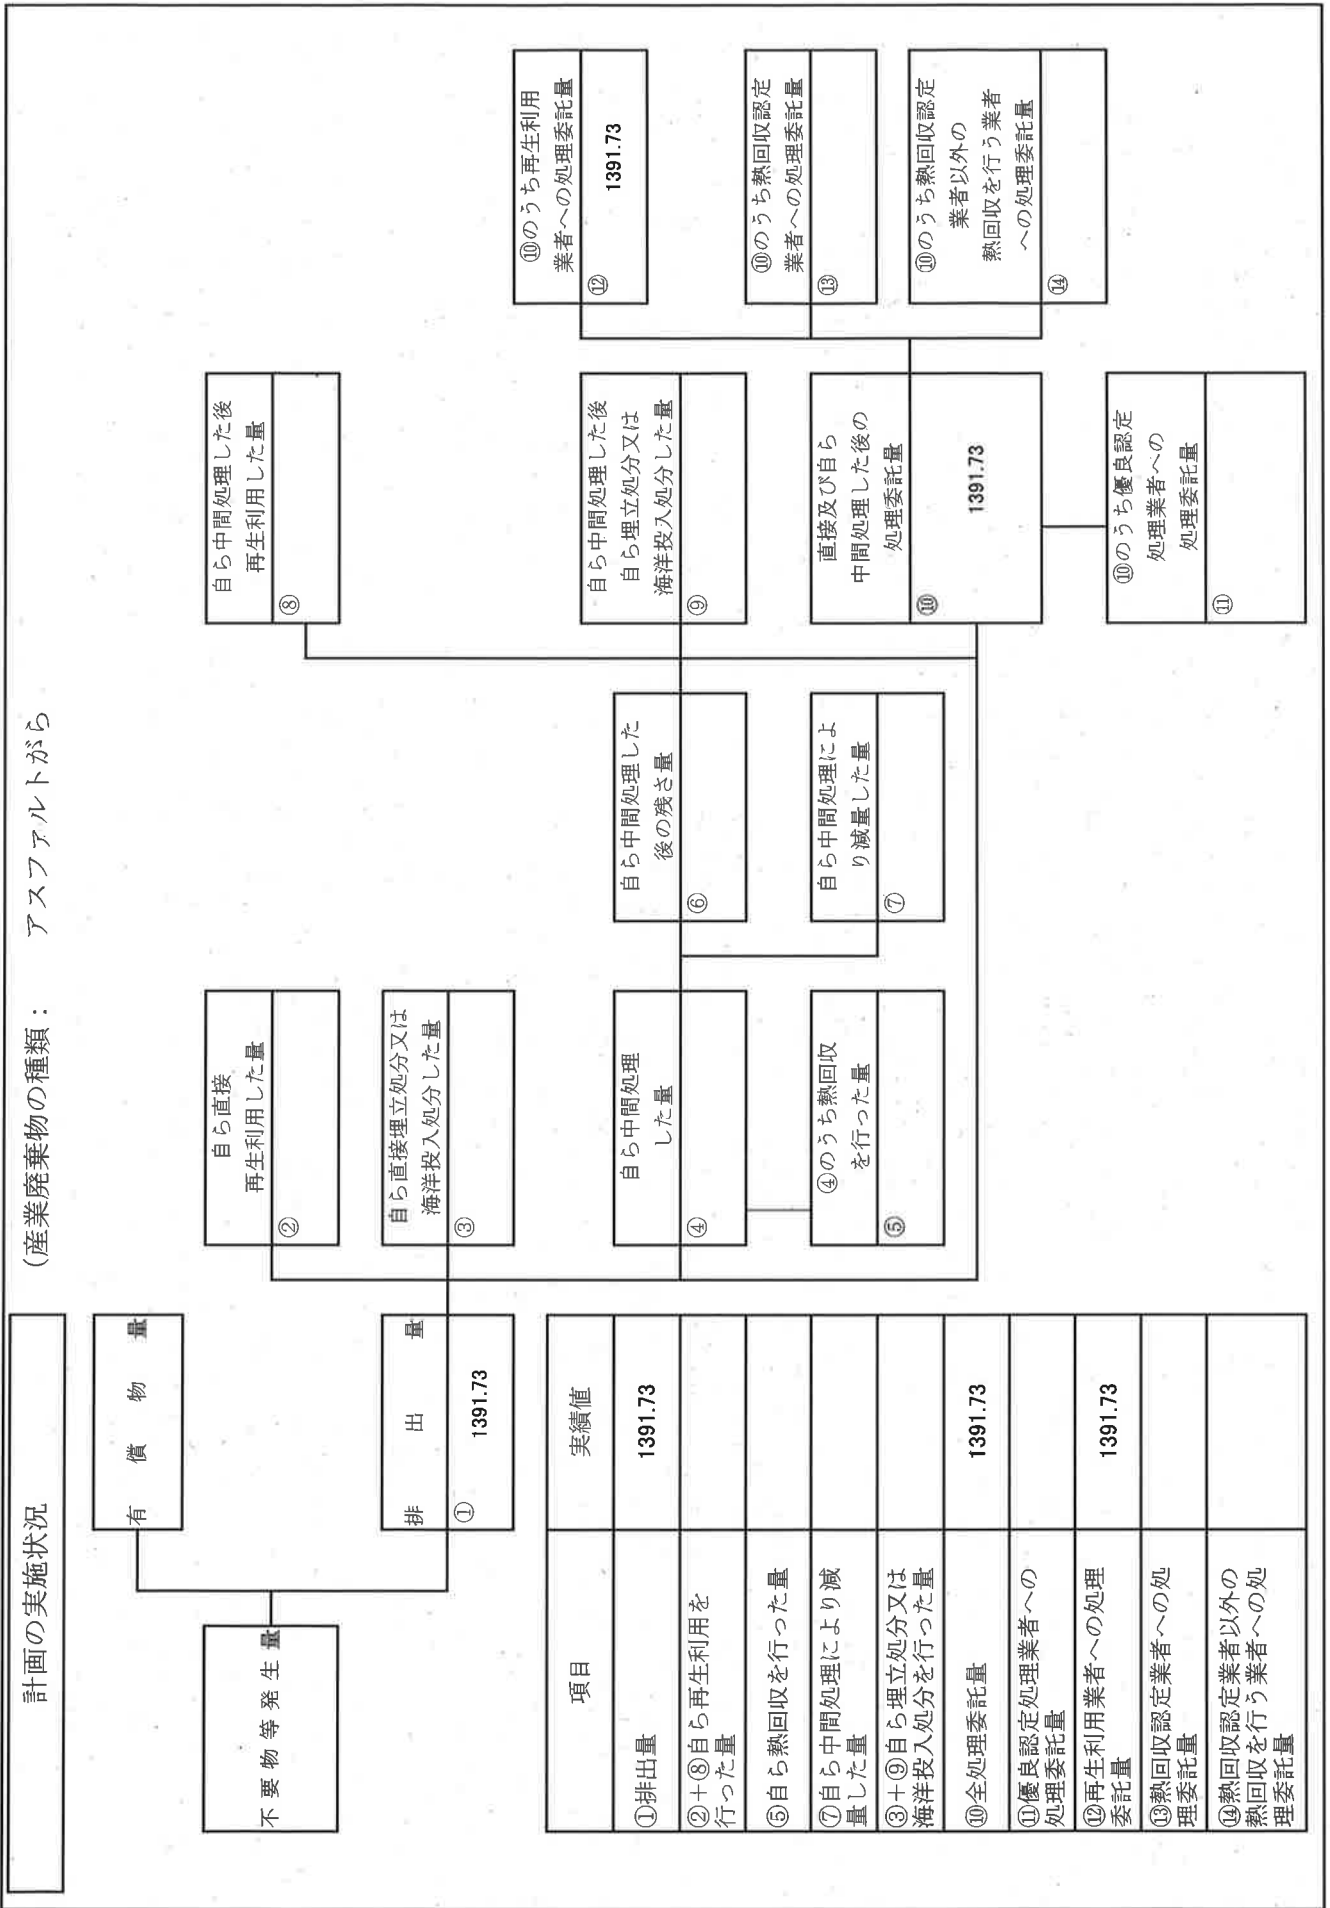 計画の実施状況
(産業廃棄物の種類： アスファルトがら
不要物等発生量
有償物量
排出量
① 1391.73
自ら直接
再生利用した量
②
自ら直接埋立処分又は
海洋投入処分した量
③
自ら中間処理
した量
④
④のうち熱回収
を行った量
⑤
自ら中間処理した
後の残さ量
⑥
自ら中間処理によ
り減量した量
⑦
自ら中間処理した後
再生利用した量
⑧
自ら中間処理した後
自ら埋立処分又は
海洋投入処分した量
⑨
直接及び自ら
中間処理した後の
処理委託量
⑩ 1391.73
⑩のうち優良認定
処理業者への
処理委託量
⑪
⑩のうち再生利用
業者への処理委託量
⑫ 1391.73
⑩のうち熱回収認定
業者への処理委託量
⑬
⑩のうち熱回収認定
業者以外の
熱回収を行う業者
への処理委託量
⑭
項目 実績値
①排出量 1391.73
②+⑧自ら再生利用を
行った量
⑤自ら熱回収を行った量
⑦自ら中間処理により減
量した量
③+⑨自ら埋立処分又は
海洋投入処分を行った量
⑩全処理委託量 1391.73
⑪優良認定処理業者への
処理委託量
⑫再生利用業者への処理
委託量 1391.73
⑬熱回収認定業者への処
理委託量
⑭熱回収認定業者以外の
熱回収を行う業者への処
理委託量